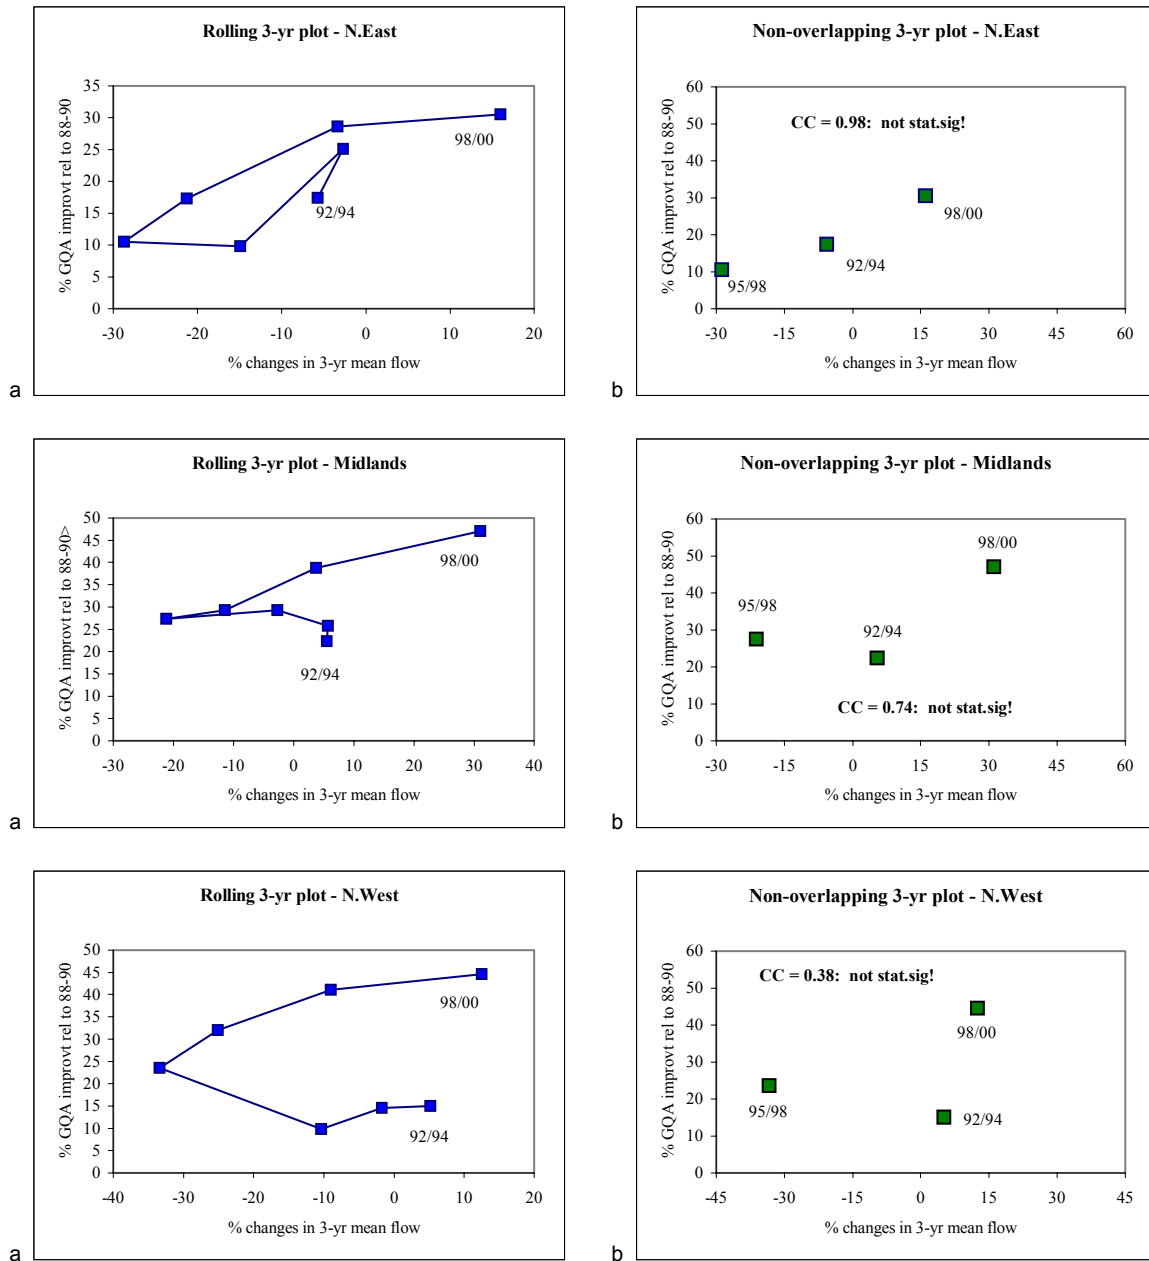 Rolling 3-yr plot - N.East
% GQA improvt rel to 88-90
35
30
25
20
15
10
5
0
98/00
92/94
-30 -20 -10 0 10 20
% changes in 3-yr mean flow
a
Non-overlapping 3-yr plot - N.East
% GQA improvt rel to 88-90
60
50
40
30
20
10
0
CC = 0.98: not stat.sig!
98/00
92/94
95/98
-30 -15 0 15 30 45 60
% changes in 3-yr mean flow
b
Rolling 3-yr plot - Midlands
% GQA improvt rel to 88-90>
50
45
40
35
30
25
20
15
10
5
0
98/00
92/94
-30 -20 -10 0 10 20 30 40
% changes in 3-yr mean flow
a
Non-overlapping 3-yr plot - Midlands
% GQA improvt rel to 88-90
60
50
40
30
20
10
0
98/00
95/98
92/94
CC = 0.74: not stat.sig!
-30 -15 0 15 30 45 60
% changes in 3-yr mean flow
b
Rolling 3-yr plot - N.West
% GQA improvt rel to 88-90
50
45
40
35
30
25
20
15
10
5
0
98/00
92/94
-40 -30 -20 -10 0 10 20
% changes in 3-yr mean flow
a
Non-overlapping 3-yr plot - N.West
% GQA improvt rel to 88-90
60
50
40
30
20
10
0
CC = 0.38: not stat.sig!
98/00
95/98
92/94
-45 -30 -15 0 15 30 45
% changes in 3-yr mean flow
b